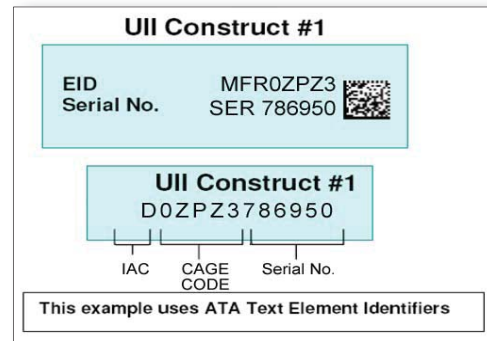 UII Construct #1
EID MFR0ZPZ3
Serial No. SER 786950
UII Construct #1
D0ZPZ3786950
IAC CAGE CODE Serial No.
This example uses ATA Text Element Identifiers